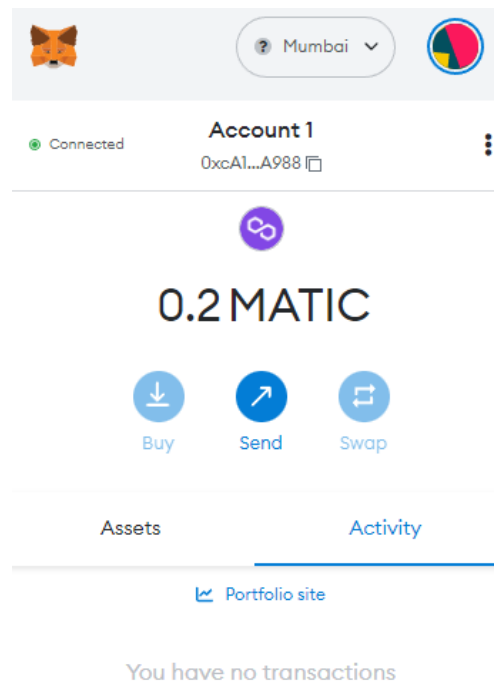 ? Mumbai
Connected
Account 1
0xcA1...A988
0.2 MATIC
Buy
Send
Swap
Assets
Activity
Portfolio site
You have no transactions